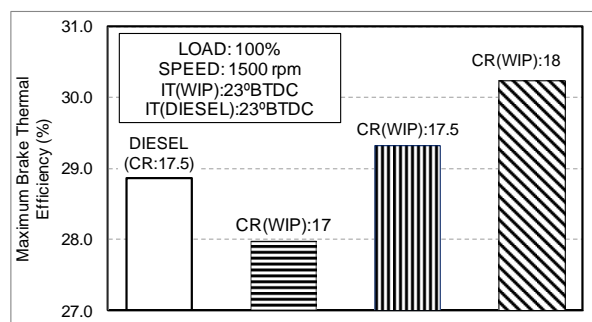 31.0
30.0
29.0
28.0
27.0
Maximum Brake Thermal
Efficiency (%)
LOAD: 100%
SPEED: 1500 rpm
IT(WIP):23ºBTDC
IT(DIESEL):23ºBTDC
DIESEL
(CR:17.5)
CR(WIP):17
CR(WIP):17.5
CR(WIP):18